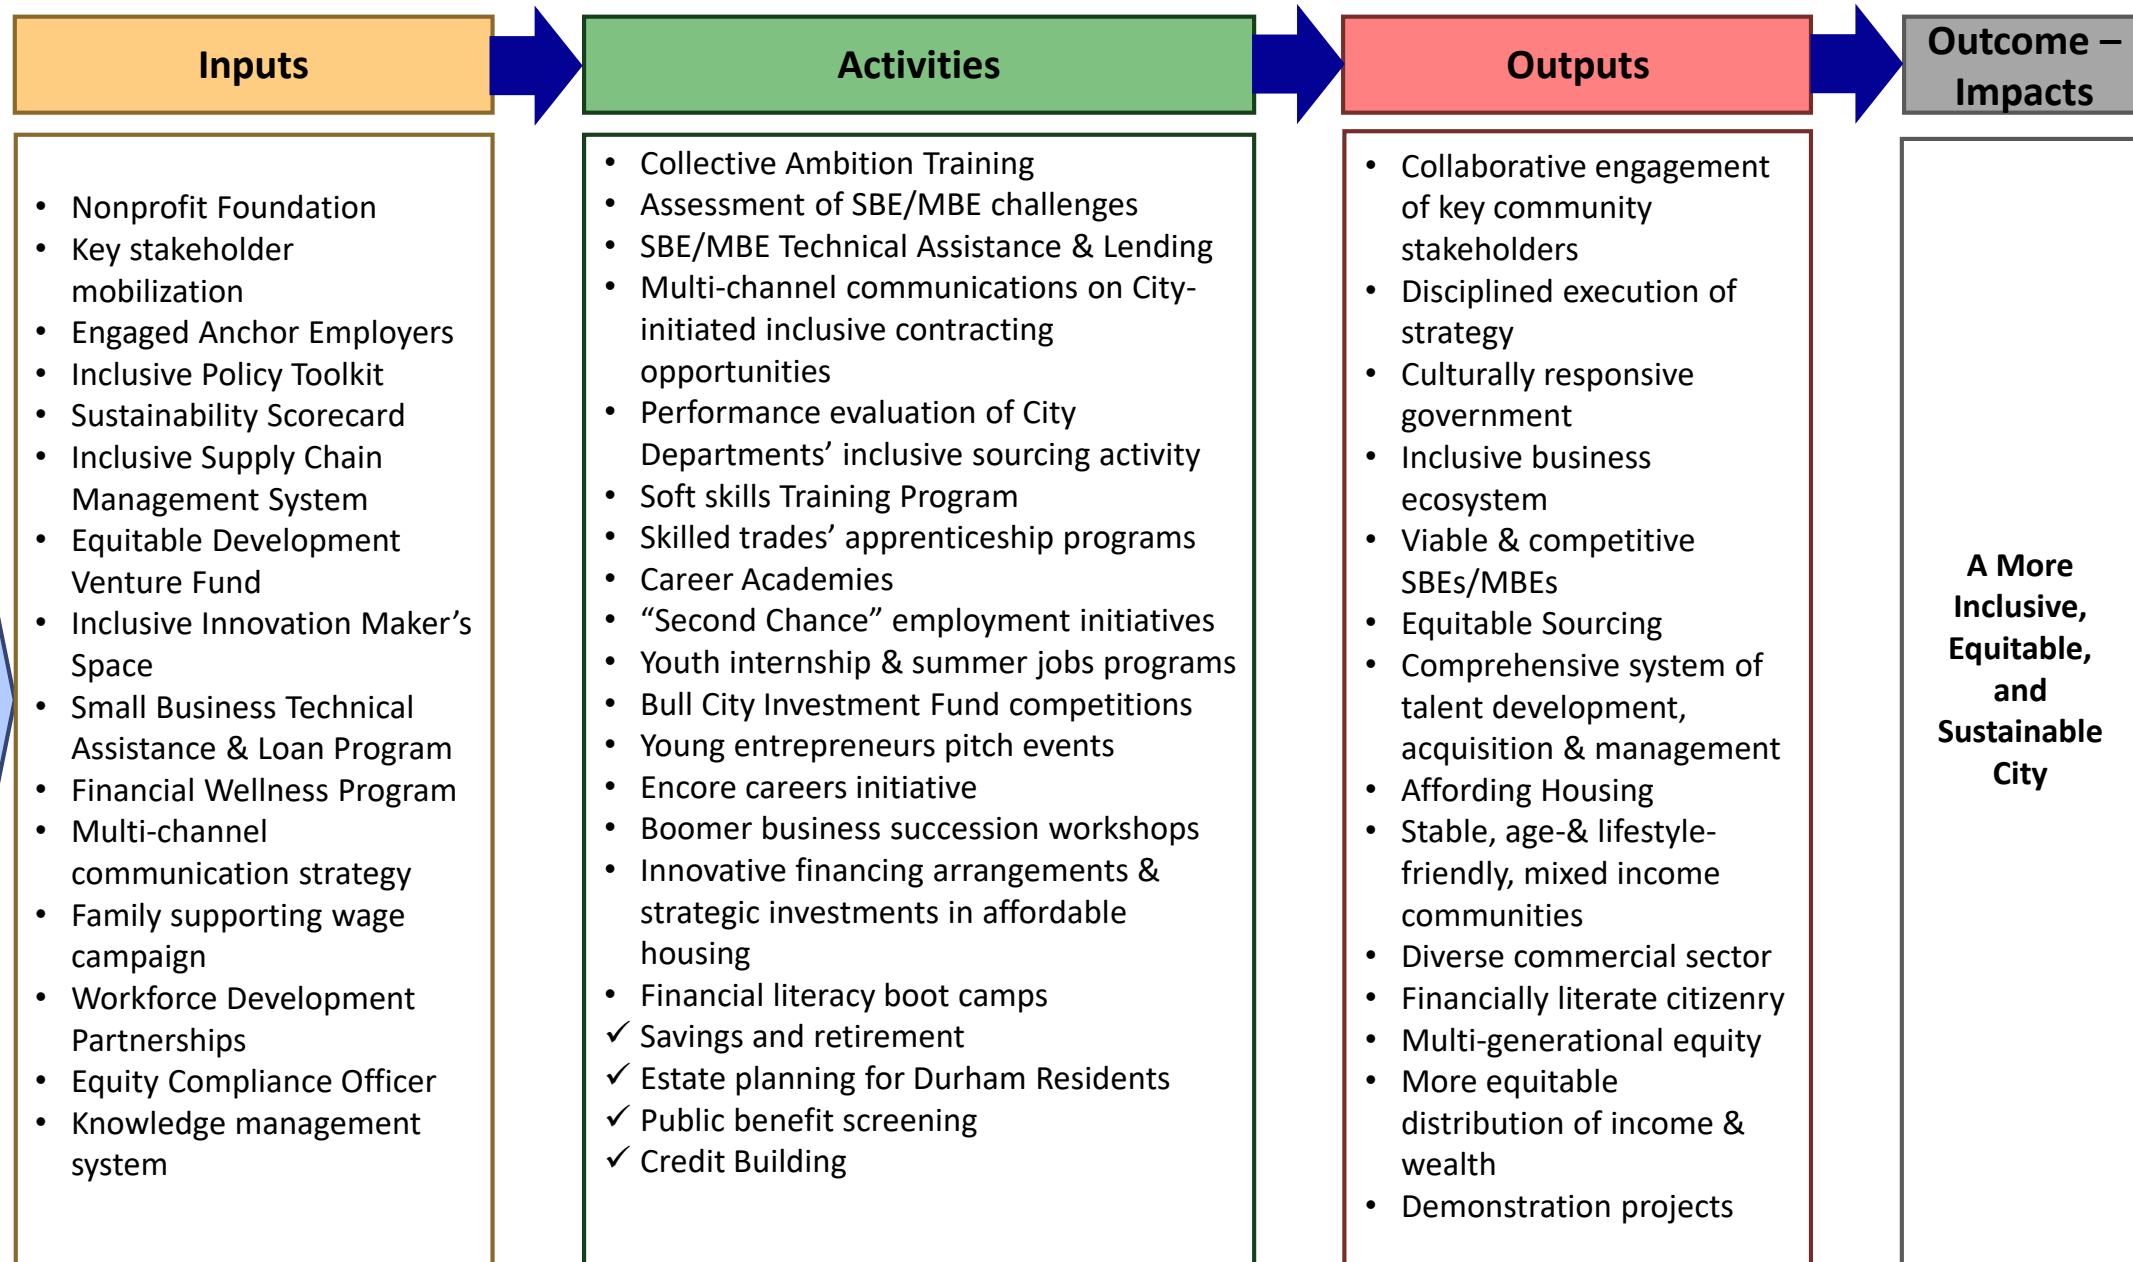 Inputs
Activities
Outputs
Outcome –
Impacts
• Nonprofit Foundation
• Key stakeholder
mobilization
• Engaged Anchor Employers
• Inclusive Policy Toolkit
• Sustainability Scorecard
• Inclusive Supply Chain
Management System
• Equitable Development
Venture Fund
• Inclusive Innovation Maker’s
Space
• Small Business Technical
Assistance & Loan Program
• Financial Wellness Program
• Multi-channel
communication strategy
• Family supporting wage
campaign
• Workforce Development
Partnerships
• Equity Compliance Officer
• Knowledge management
system
• Collective Ambition Training
• Assessment of SBE/MBE challenges
• SBE/MBE Technical Assistance & Lending
• Multi-channel communications on City-
initiated inclusive contracting
opportunities
• Performance evaluation of City
Departments’ inclusive sourcing activity
• Soft skills Training Program
• Skilled trades’ apprenticeship programs
• Career Academies
• “Second Chance” employment initiatives
• Youth internship & summer jobs programs
• Bull City Investment Fund competitions
• Young entrepreneurs pitch events
• Encore careers initiative
• Boomer business succession workshops
• Innovative financing arrangements &
strategic investments in affordable
housing
• Financial literacy boot camps
✓ Savings and retirement
✓ Estate planning for Durham Residents
✓ Public benefit screening
✓ Credit Building
• Collaborative engagement
of key community
stakeholders
• Disciplined execution of
strategy
• Culturally responsive
government
• Inclusive business
ecosystem
• Viable & competitive
SBEs/MBEs
• Equitable Sourcing
• Comprehensive system of
talent development,
acquisition & management
• Affording Housing
• Stable, age-& lifestyle-
friendly, mixed income
communities
• Diverse commercial sector
• Financially literate citizenry
• Multi-generational equity
• More equitable
distribution of income &
wealth
• Demonstration projects
A More
Inclusive,
Equitable,
and
Sustainable
City